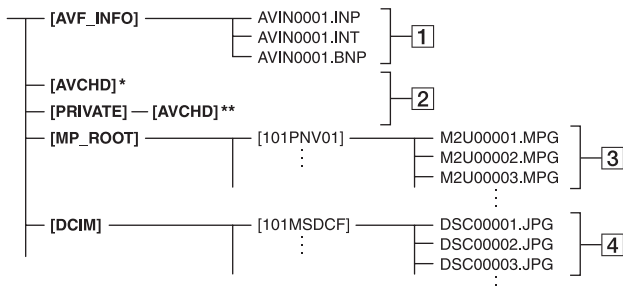 [AVF_INFO] AVIN0001.INP
AVIN0001.INT 1
AVIN0001.BNP
[AVCHD] *
2
[PRIVATE] [AVCHD] **
[MP_ROOT] [101PNV01] M2U00001.MPG
M2U00002.MPG 3
M2U00003.MPG
[DCIM] [101MSDCF] DSC00001.JPG
DSC00002.JPG 4
DSC00003.JPG